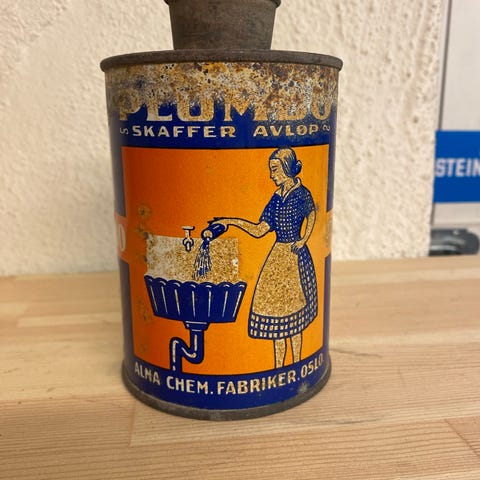 PLUMBO
SKAFFER AVLØP
ALMA CHEM. FABRIKER. OSLO
O
STEIN